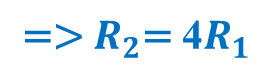 => R₂= 4R₁